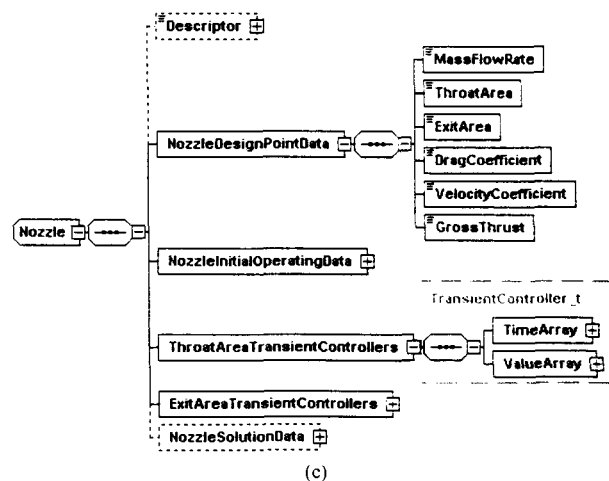 Descriptor
MassFlowRate
ThroatArea
ExitArea
NozzleDesignPointData
DragCoefficient
VelocityCoefficient
GrossThrust
Nozzle
NozzleInitialOperatingData
TransientController_t
TimeArray
ThroatAreaTransientControllers
ValueArray
ExitAreaTransientControllers
NozzleSolutionData
(c)